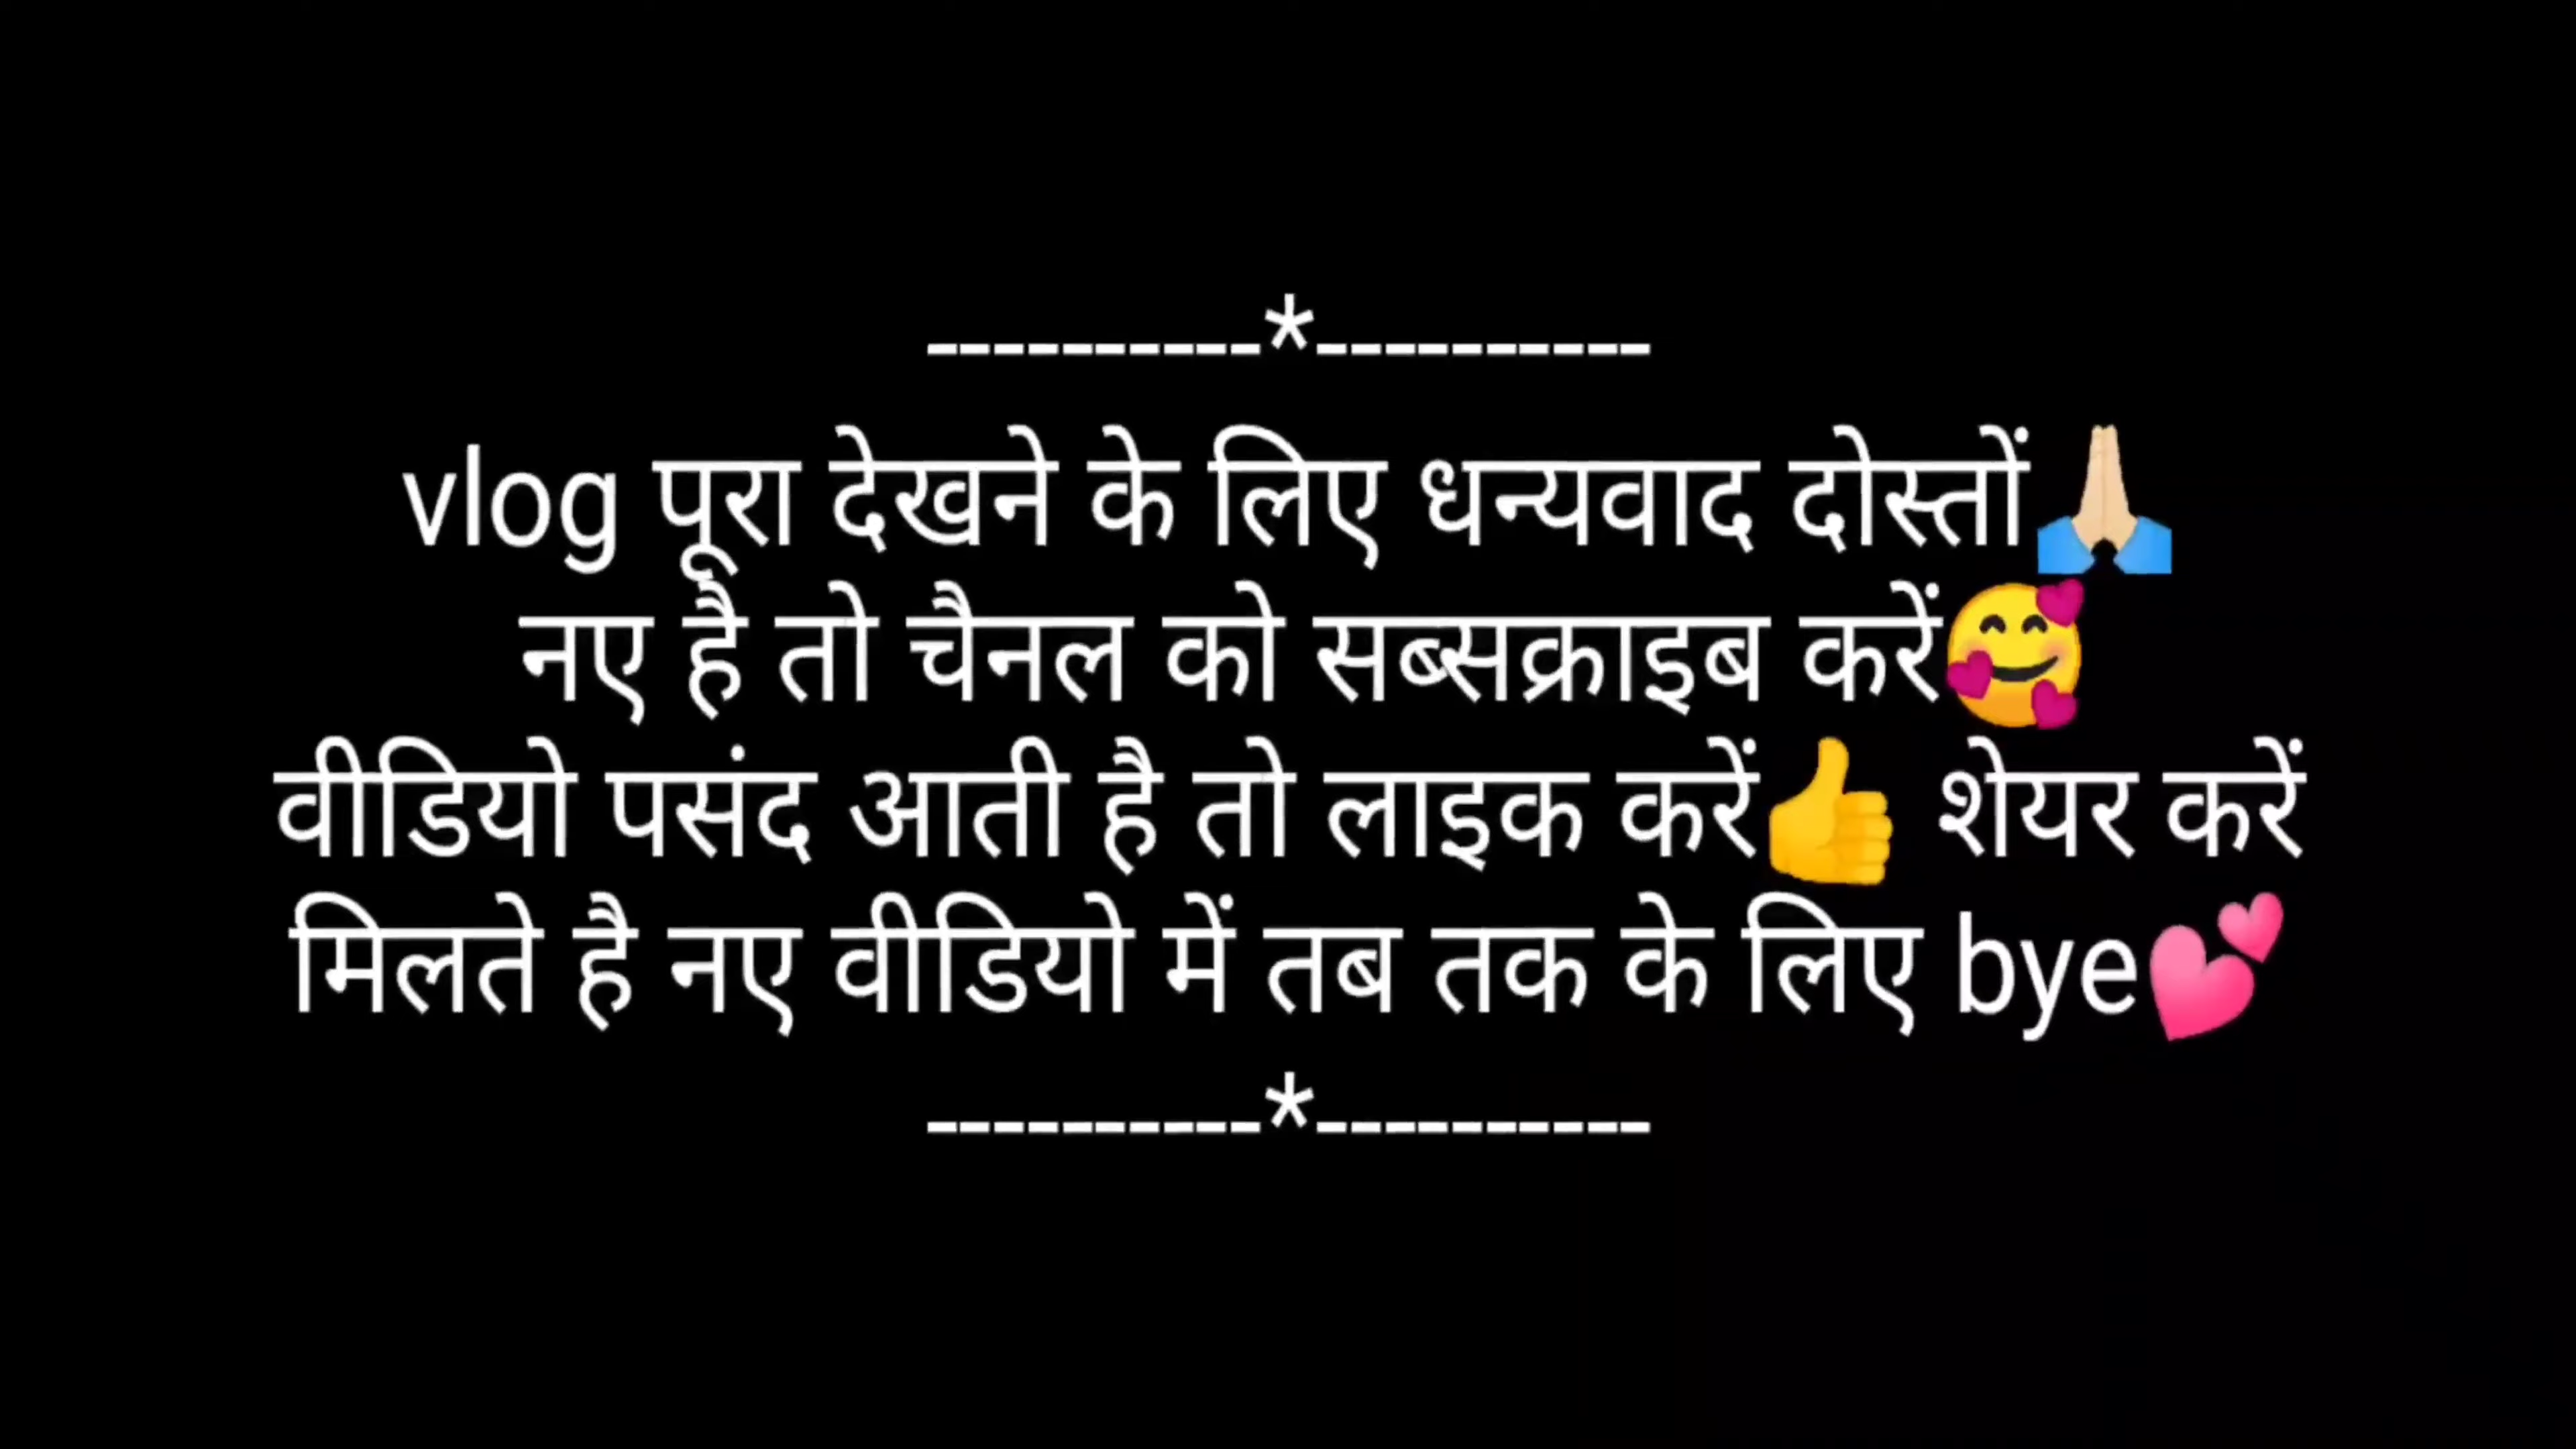 ----------*----------
vlog पूरा देखने के लिए धन्यवाद दोस्तों🙏🏻
नए है तो चैनल को सब्सक्राइब करें🥰
वीडियो पसंद आती है तो लाइक करें👍 शेयर करें
मिलते है नए वीडियो में तब तक के लिए bye💕
----------*----------